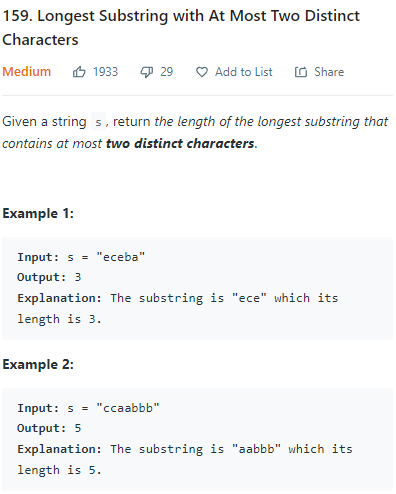 159. Longest Substring with At Most Two Distinct
Characters
Medium 1933 29 Add to List Share
Given a string s, return the length of the longest substring that
contains at most two distinct characters.
Example 1:
Input: s = "eceba"
Output: 3
Explanation: The substring is "ece" which its
length is 3.
Example 2:
Input: s = "ccaabbb"
Output: 5
Explanation: The substring is "aabbb" which its
length is 5.